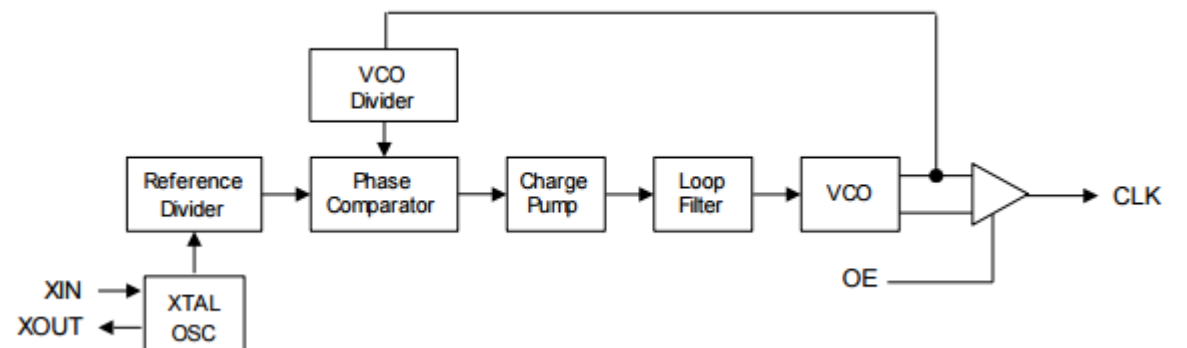 VCO
Divider
Reference
Divider
Phase
Comparator
Charge
Pump
Loop
Filter
VCO
CLK
OE
XIN
XOUT
XTAL
OSC